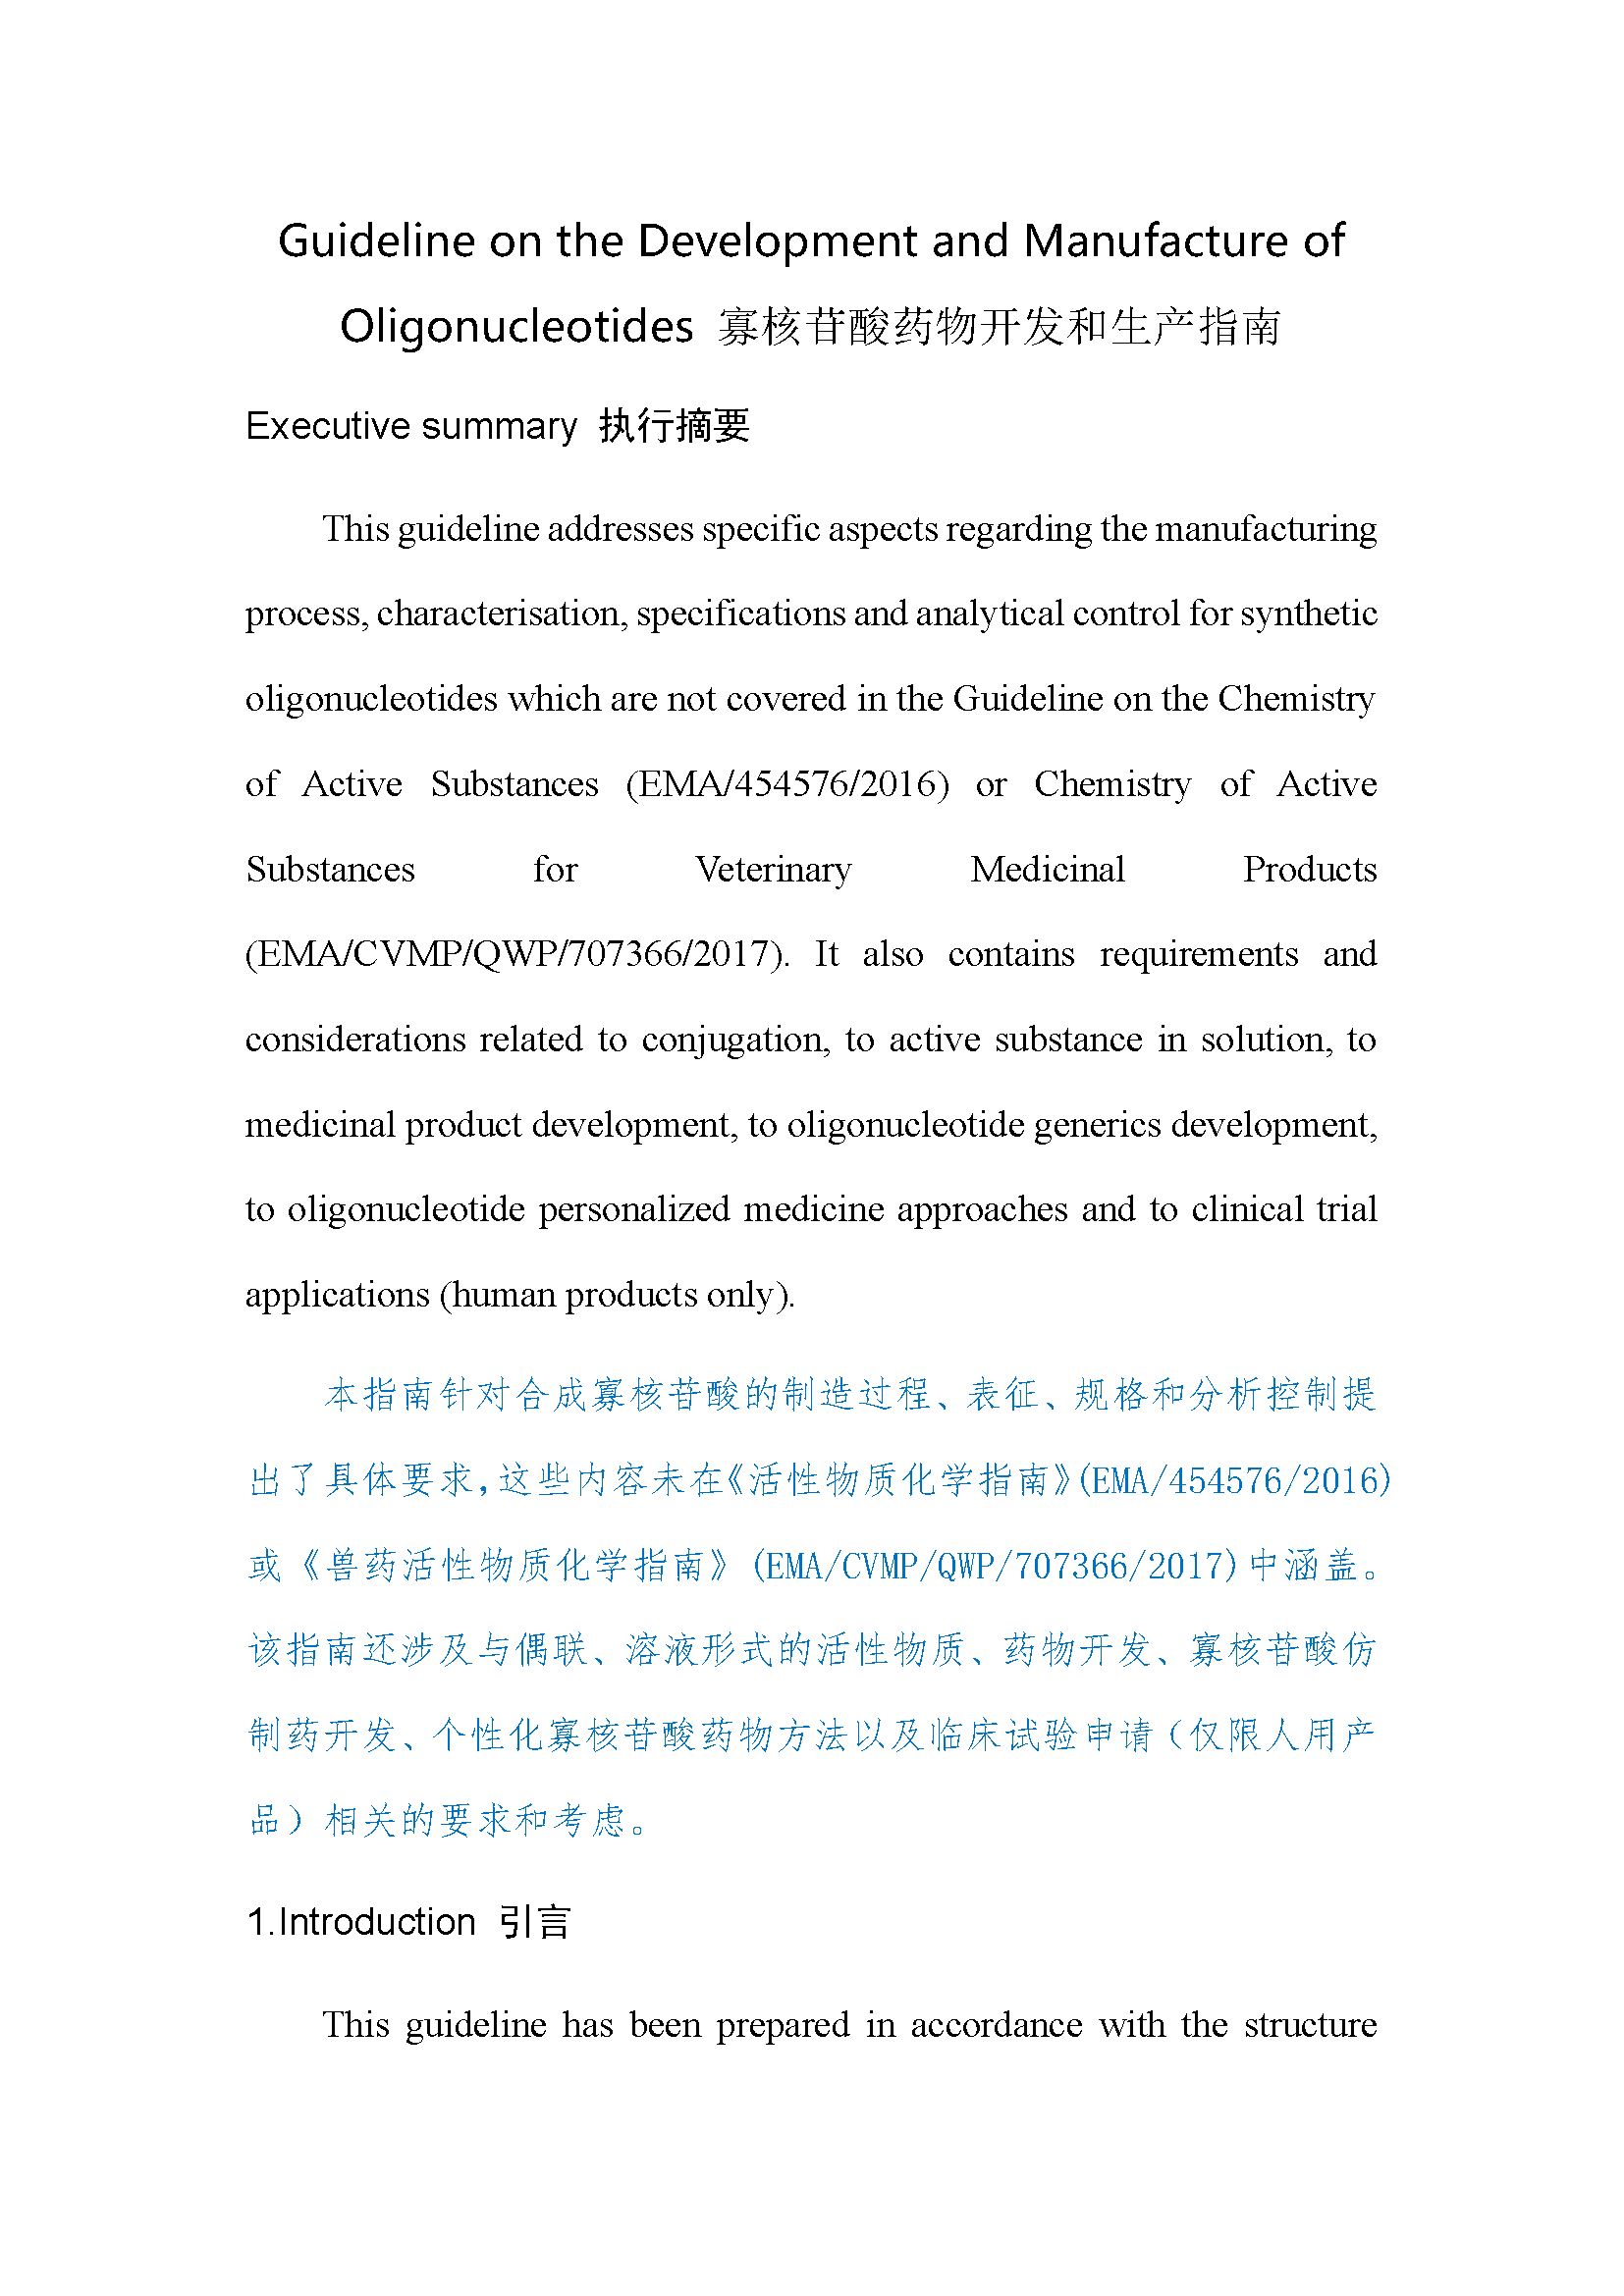 Guideline on the Development and Manufacture of
Oligonucleotides 寡核苷酸药物开发和生产指南
Executive summary 执行摘要
This guideline addresses specific aspects regarding the manufacturing
process, characterisation, specifications and analytical control for synthetic
oligonucleotides which are not covered in the Guideline on the Chemistry
of Active Substances (EMA/454576/2016) or Chemistry of Active
Substances for Veterinary Medicinal Products
(EMA/CVMP/QWP/707366/2017). It also contains requirements and
considerations related to conjugation, to active substance in solution, to
medicinal product development, to oligonucleotide generics development,
to oligonucleotide personalized medicine approaches and to clinical trial
applications (human products only).
本指南针对合成寡核苷酸的制造过程、表征、规格和分析控制提
出了具体要求，这些内容未在《活性物质化学指南》(EMA/454576/2016)
或《兽药活性物质化学指南》(EMA/CVMP/QWP/707366/2017)中涵盖。
该指南还涉及与偶联、溶液形式的活性物质、药物开发、寡核苷酸仿
制药开发、个性化寡核苷酸药物方法以及临床试验申请（仅限人用产
品）相关的要求和考虑。
1.Introduction 引言
This guideline has been prepared in accordance with the structure